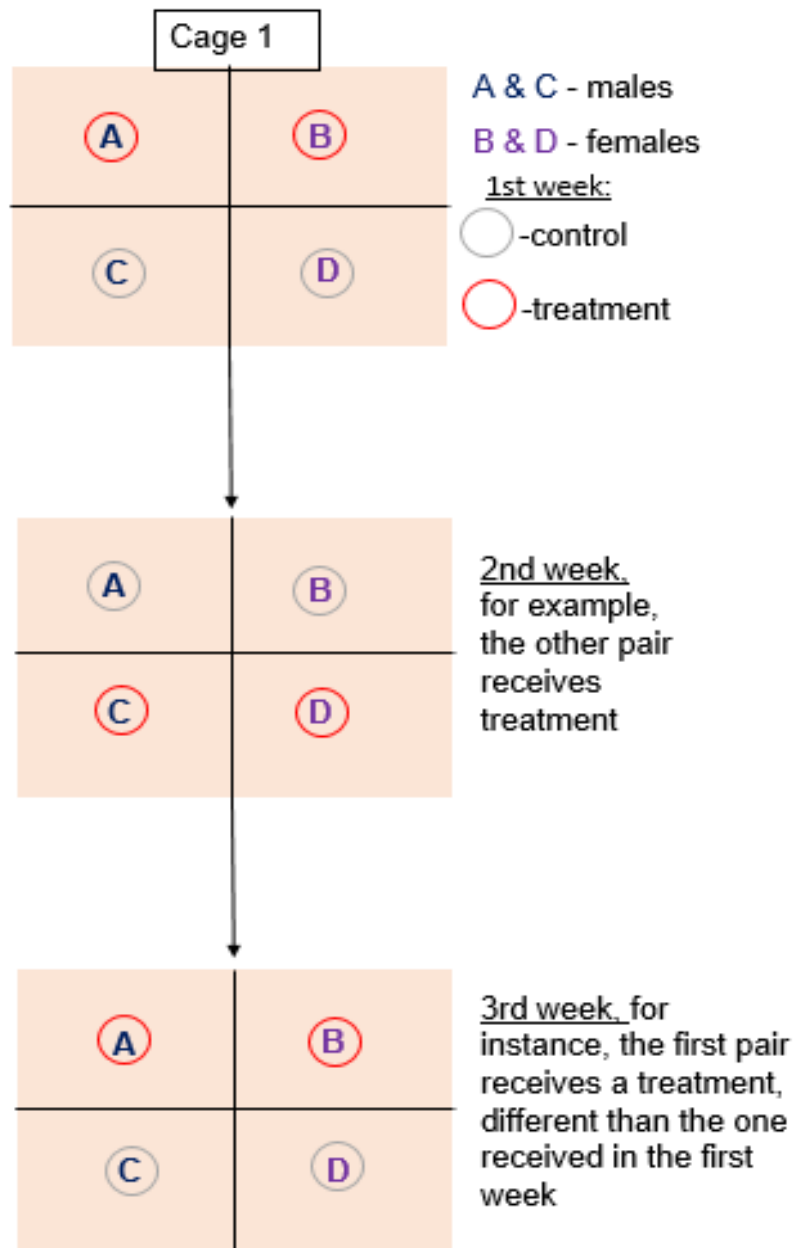 Cage 1
A
B
C
D
A & C - males
B & D - females
1st week:
-control
-treatment
A
B
C
D
2nd week,
for example,
the other pair
receives
treatment
A
B
C
D
3rd week, for
instance, the first pair
receives a treatment,
different than the one
received in the first
week